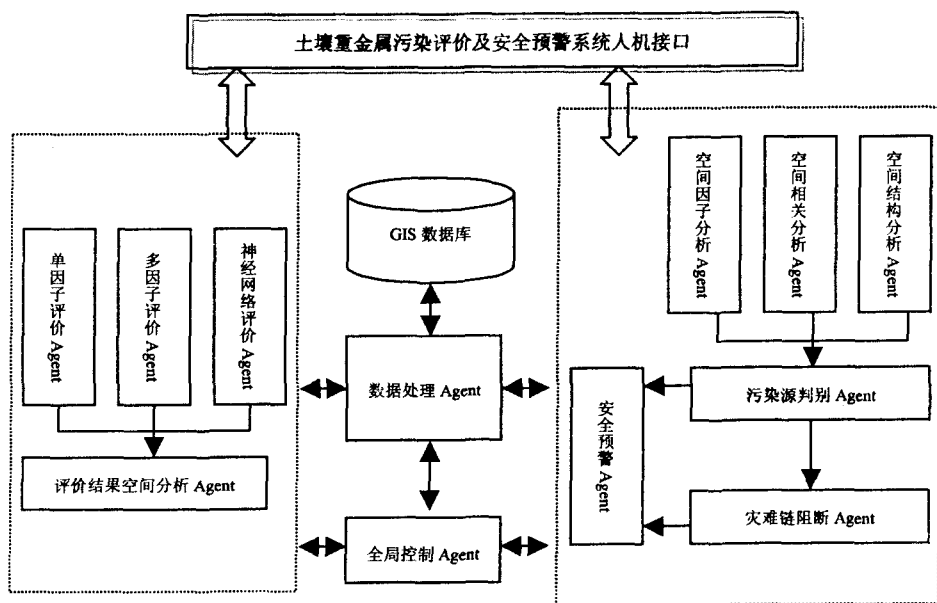 土壤重金属污染评价及安全预警系统人机接口
单因子评价 Agent
多因子评价 Agent
神经网络评价 Agent
评价结果空间分析 Agent
GIS 数据库
数据处理 Agent
全局控制 Agent
空间因子分析 Agent
空间相关分析 Agent
空间结构分析 Agent
污染源判别 Agent
安全预警 Agent
灾难链阻断 Agent